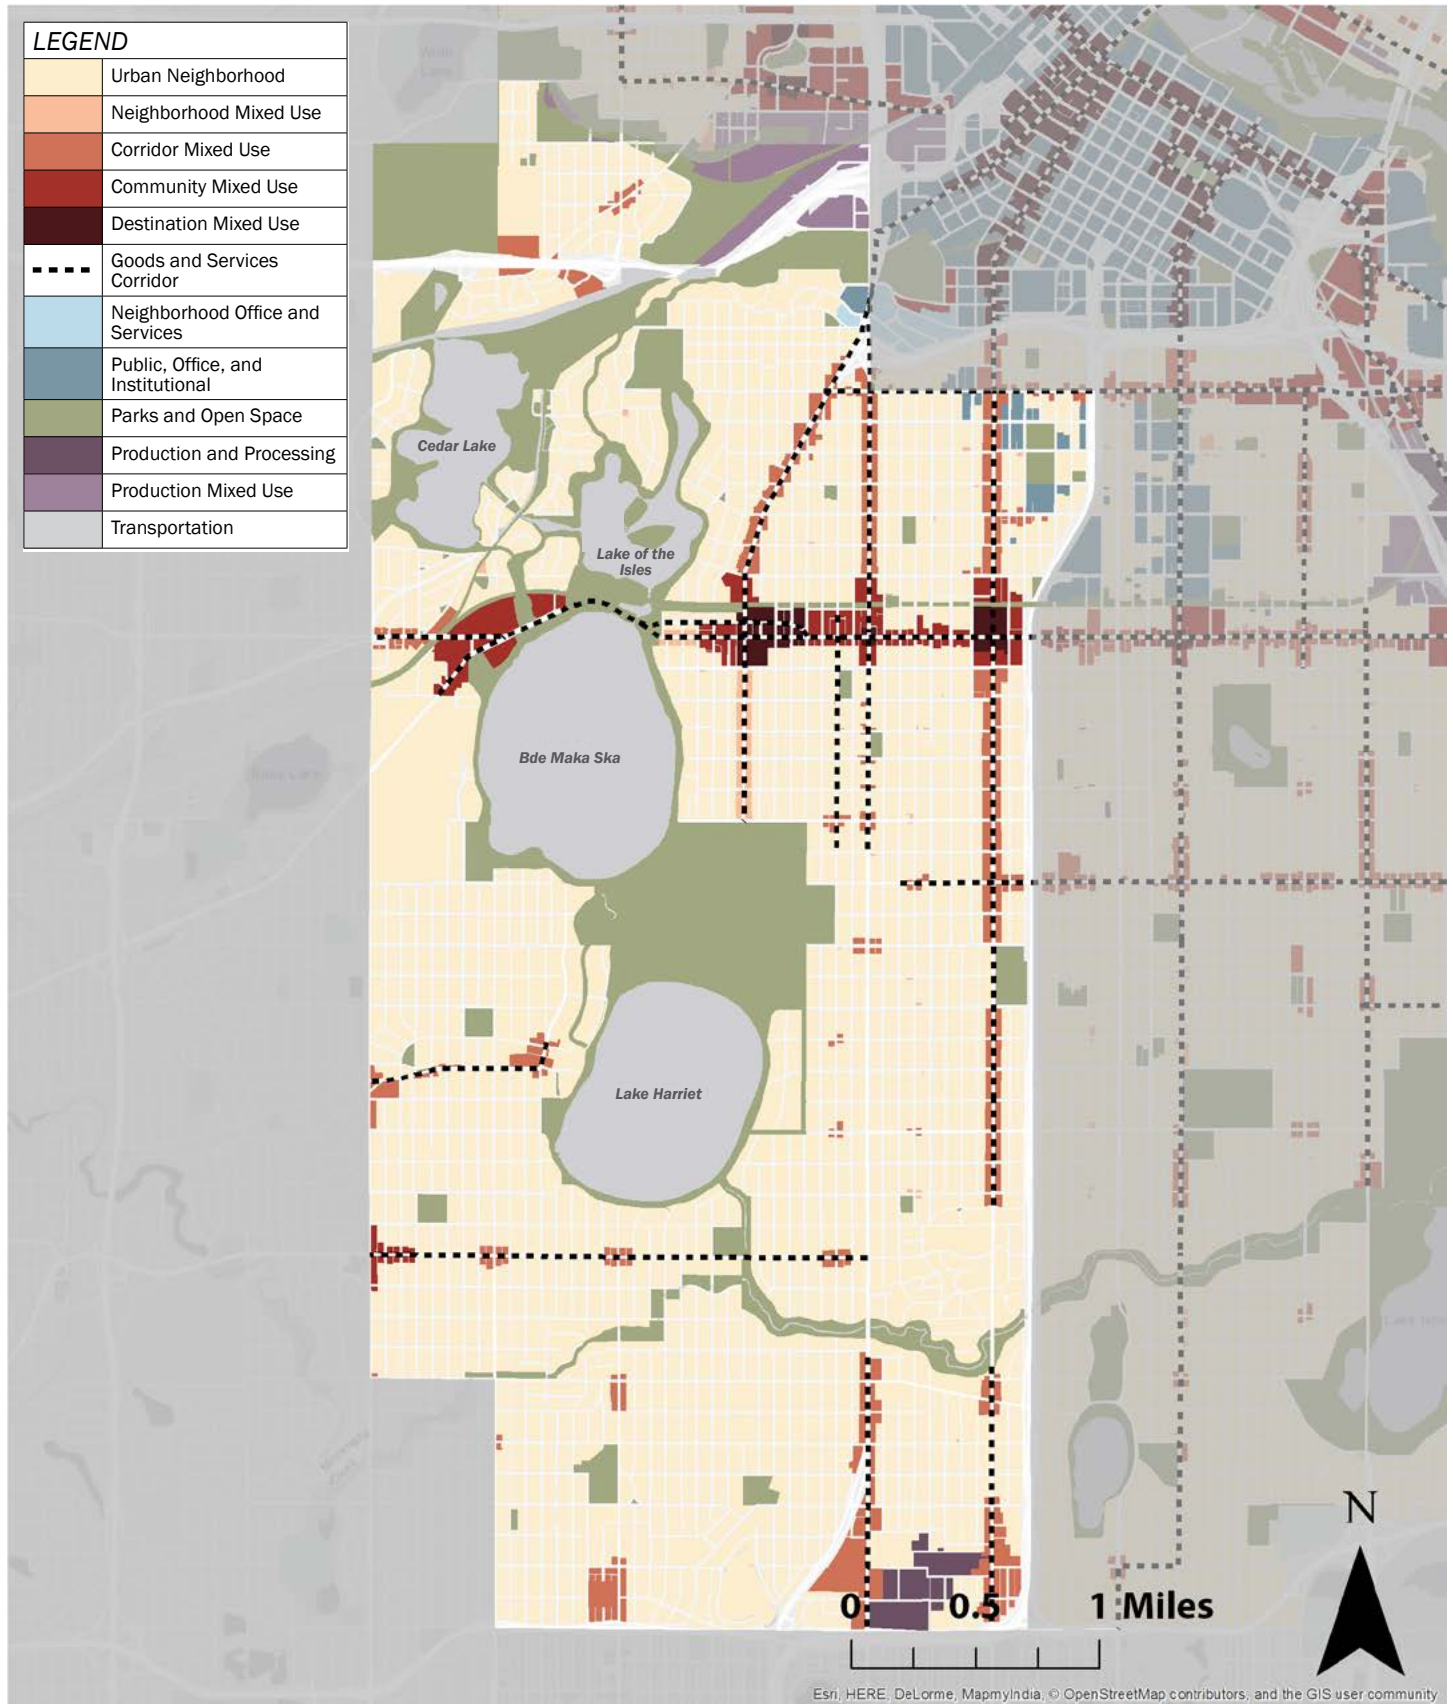 LEGEND
Urban Neighborhood
Neighborhood Mixed Use
Corridor Mixed Use
Community Mixed Use
Destination Mixed Use
Goods and Services
Corridor
Neighborhood Office and
Services
Public, Office, and
Institutional
Parks and Open Space
Production and Processing
Production Mixed Use
Transportation
Cedar Lake
Lake of the
Isles
Bde Maka Ska
Lake Harriet
N
0 0.5 1 Miles
Esri, HERE, DeLorme, MapmyIndia, © OpenStreetMap contributors, and the GIS user community